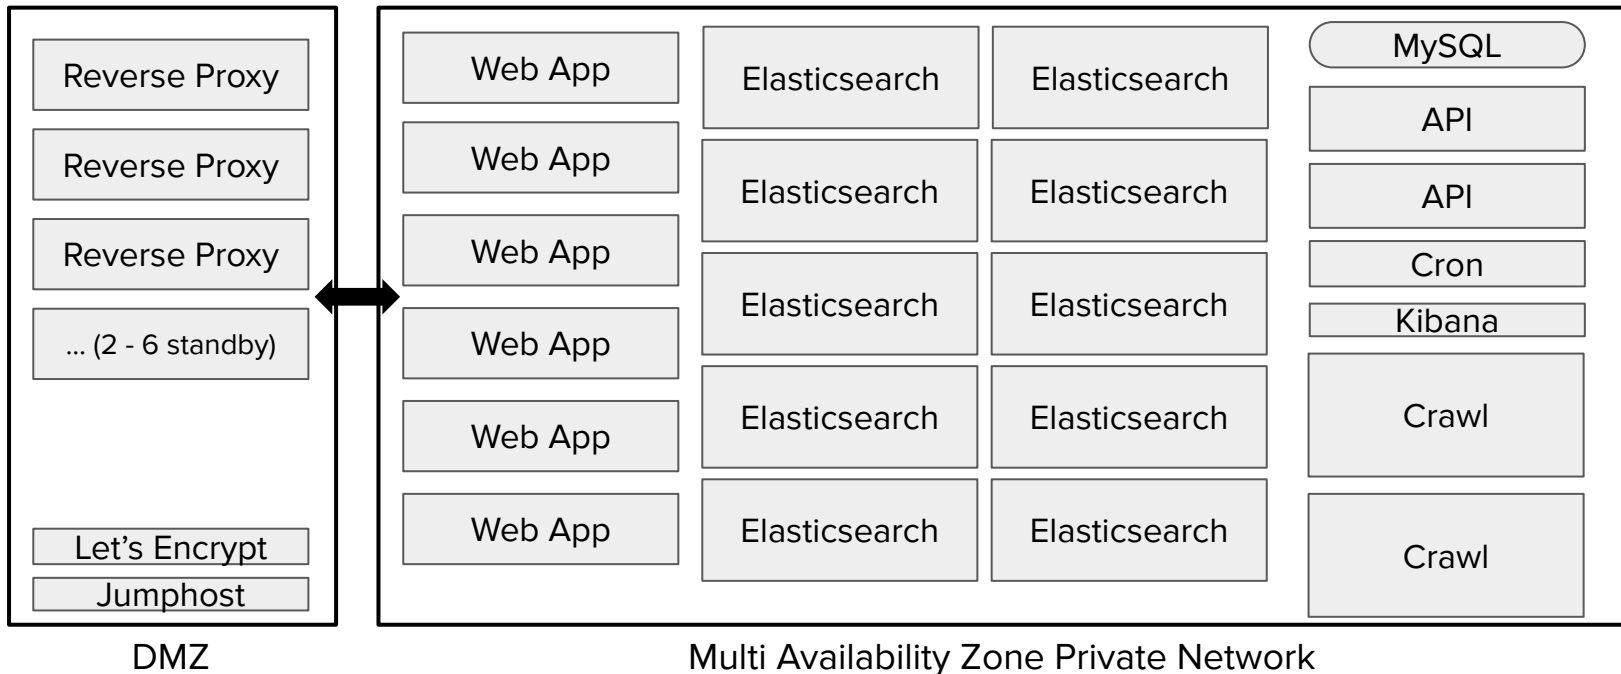 Reverse Proxy
Reverse Proxy
Reverse Proxy
... (2 - 6 standby)
Let’s Encrypt
Jumphost
DMZ
Web App
Web App
Web App
Web App
Web App
Web App
Elasticsearch
Elasticsearch
Elasticsearch
Elasticsearch
Elasticsearch
Elasticsearch
Elasticsearch
Elasticsearch
Elasticsearch
Elasticsearch
MySQL
API
API
Cron
Kibana
Crawl
Crawl
Multi Availability Zone Private Network